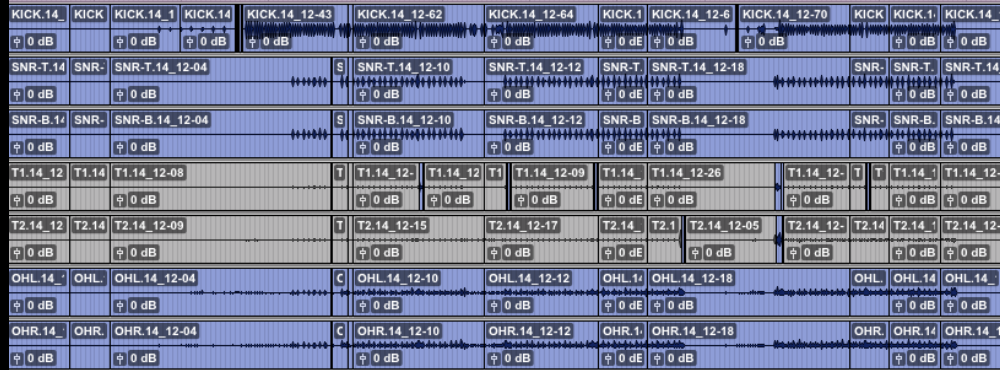 KICK.14_ KICK KICK.14_1 KICK.14 KICK.14_12-43 KICK.14_12-62 KICK.14_12-64 KICK.1 KICK.14_12-6 KICK.14_12-70 KICK KICK.1 KICK.14_
0 dB 0 dB 0 dB 0 dB 0 dB 0 dB 0 dB 0 dB 0 dB 0 dB 0 dB
SNR-T.14 SNR- SNR-T.14_12-04 S SNR-T.14_12-10 SNR-T.14_12-12 SNR-T. SNR-T.14_12-18 SNR- SNR-T. SNR-T.14
0 dB 0 dB 0 dB 0 dB 0 dE 0 dB 0 dB 0 dB
SNR-B.14 SNR- SNR-B.14_12-04 S SNR-B.14_12-10 SNR-B.14_12-12 SNR-B SNR-B.14_12-18 SNR- SNR-B. SNR-B.14
0 dB 0 dB 0 dB 0 dB 0 dE 0 dB 0 dB 0 dB
T1.14_12 T1.14 T1.14_12-08 T T1.14_12- T1.14_12 T1 T1.14_12-09 T1.14_ T1.14_12-26 T1.14_12- T T T1.14_1 T1.14_12-
0 dB 0 dB 0 dB 0 dB 0 dB 0 dE 0 dB 0 dB 0 dB 0 dB
T2.14_12 T2.14 T2.14_12-09 T T2.14_12-15 T2.14_12-17 T2.14_ T2.1 T2.14_12-05 T2.14_12- T2.14 T2.14_1 T2.14_12-
0 dB 0 dB 0 dB 0 dB 0 dE 0 dB 0 dB 0 dB 0 dB
OHL.14_ OHL. OHL.14_12-04 O OHL.14_12-10 OHL.14_12-12 OHL.1 OHL.14_12-18 OHL. OHL.14 OHL.14_
0 dB 0 dB 0 dB 0 dB 0 dE 0 dB 0 dB 0 dB
OHR.14_ OHR. OHR.14_12-04 O OHR.14_12-10 OHR.14_12-12 OHR.1 OHR.14_12-18 OHR. OHR.14 OHR.14_1
0 dB 0 dB 0 dB 0 dB 0 dE 0 dB 0 dB 0 dB